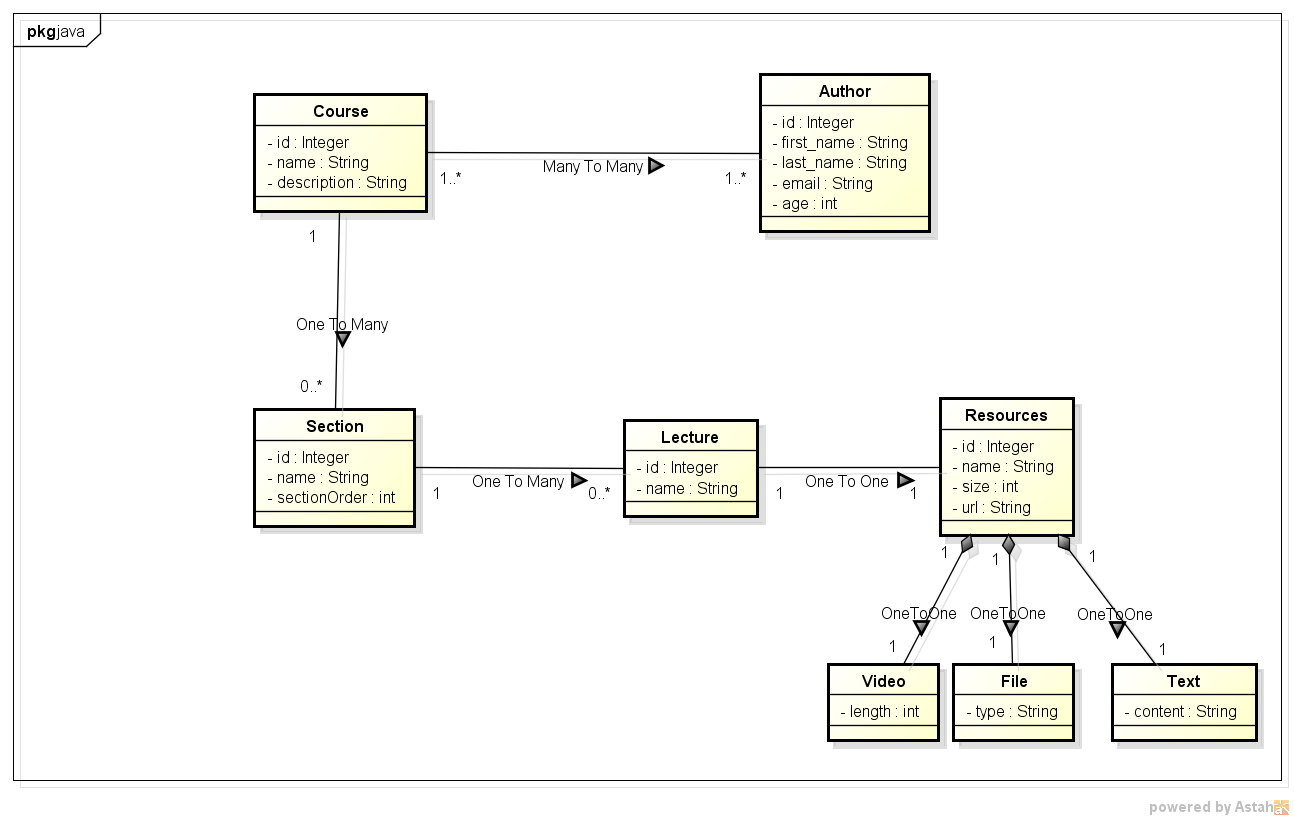 pkgjava
Course
- id : Integer
- name : String
- description : String
Author
- id : Integer
- first_name : String
- last_name : String
- email : String
- age : int
Many To Many
1..*
1..*
1
One To Many
0..*
Section
- id : Integer
- name : String
- sectionOrder : int
One To Many
1
0..*
Lecture
- id : Integer
- name : String
One To One
1
1
Resources
- id : Integer
- name : String
- size : int
- url : String
1
1
1
OneToOne
OneToOne
OneToOne
1
1
1
Video
- length : int
File
- type : String
Text
- content : String
powered by Astah